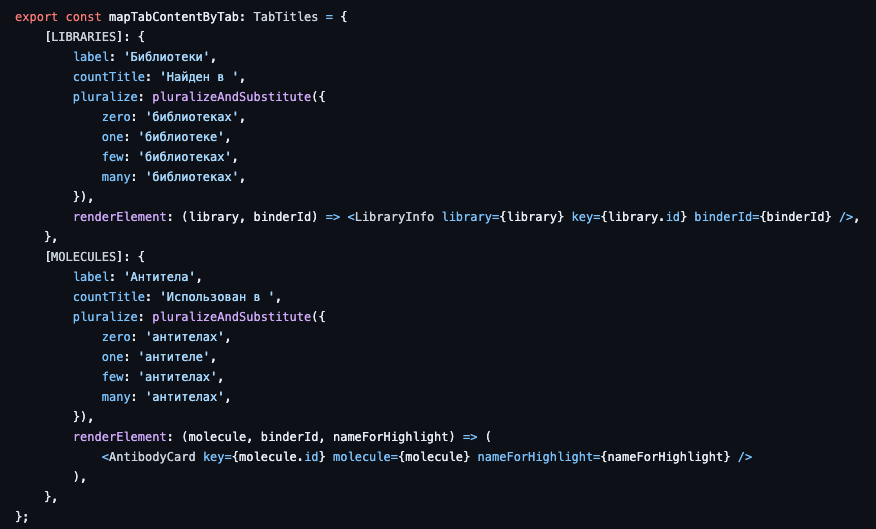 export const mapTabContentByTab: TabTitles = {
    [LIBRARIES]: {
        label: 'Библиотеки',
        countTitle: 'Найден в ',
        pluralize: pluralizeAndSubstitute({
            zero: 'библиотеках',
            one: 'библиотеке',
            few: 'библиотеках',
            many: 'библиотеках',
        }),
        renderElement: (library, binderId) => <LibraryInfo library={library} key={library.id} binderId={binderId} />,
    },
    [MOLECULES]: {
        label: 'Антитела',
        countTitle: 'Использован в ',
        pluralize: pluralizeAndSubstitute({
            zero: 'антителах',
            one: 'антителе',
            few: 'антителах',
            many: 'антителах',
        }),
        renderElement: (molecule, binderId, nameForHighlight) => (
            <AntibodyCard key={molecule.id} molecule={molecule} nameForHighlight={nameForHighlight} />
        ),
    },
};